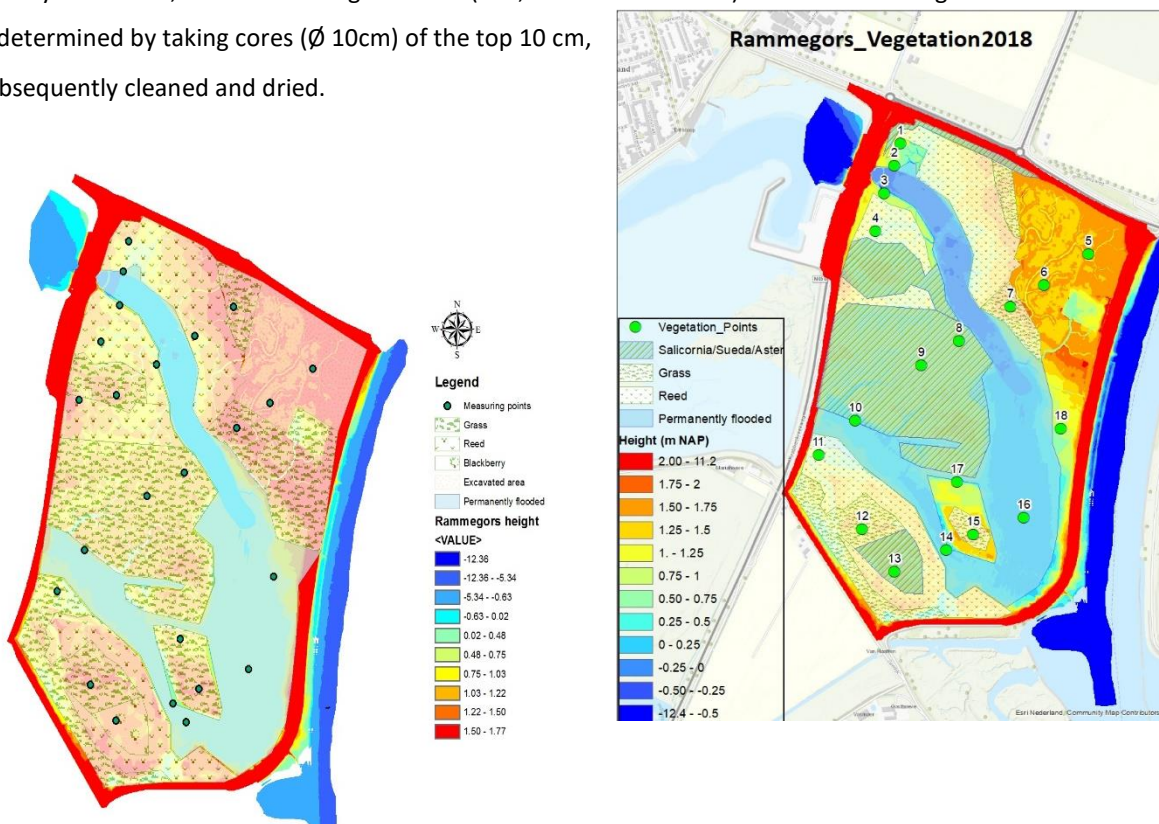 determined by taking cores (Ø 10cm) of the top 10 cm,
bsequently cleaned and dried.
N
W E
S
Legend
Measuring points
Grass
Reed
Blackberry
Excavated area
Permanently flooded
Rammegors height
<VALUE>
-12.36
-12.36 - -5.34
-5.34 - -0.63
-0.63 - 0.02
0.02 - 0.48
0.48 - 0.75
0.75 - 1.03
1.03 - 1.22
1.22 - 1.50
1.50 - 1.77
Rammegors_Vegetation2018
1
2
3
4
5
6
7
8
9
10
11
12
13
14
15
16
17
18
Vegetation_Points
Salicornia/Sueda/Aster
Grass
Reed
Permanently flooded
Height (m NAP)
2.00 - 11.2
1.75 - 2
1.50 - 1.75
1.25 - 1.5
1. - 1.25
0.75 - 1
0.50 - 0.75
0.25 - 0.5
0 - 0.25
-0.25 - 0
-0.50 - -0.25
-12.4 - -0.5
Esri Nederland, Community Map Contributors